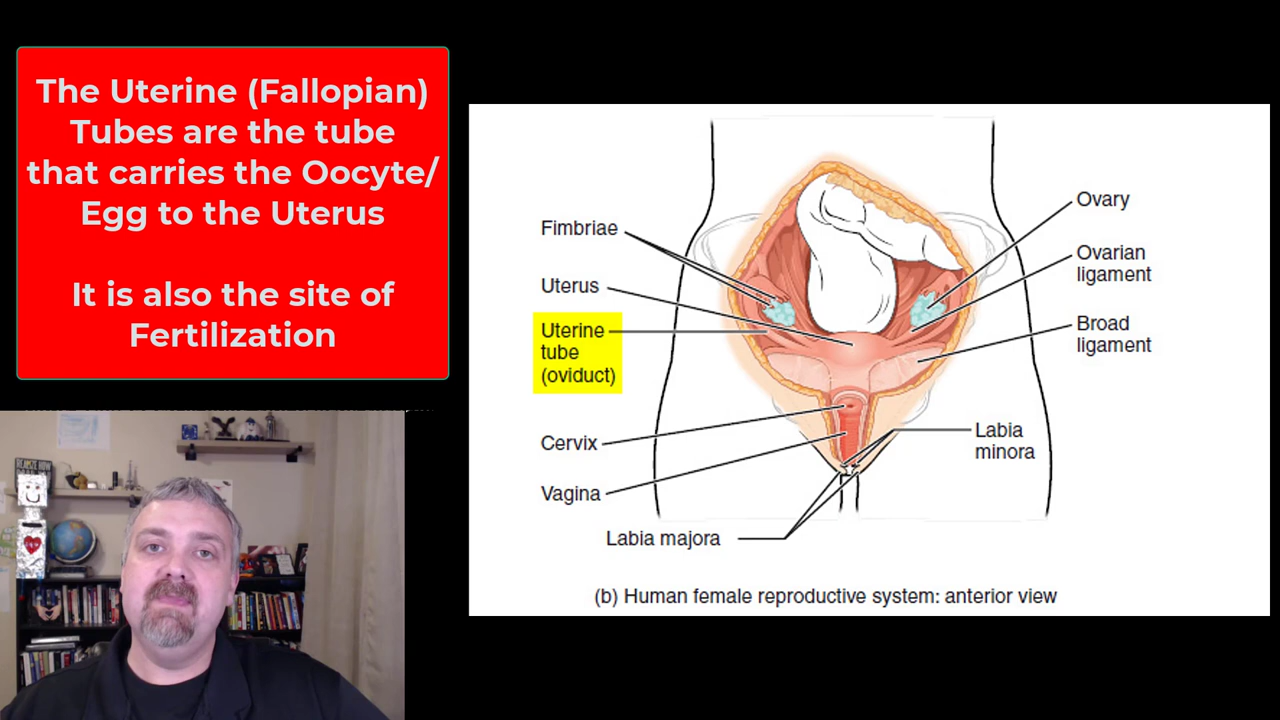 The Uterine (Fallopian)
Tubes are the tube
that carries the Oocyte/
Egg to the Uterus
It is also the site of
Fertilization
Fimbriae
Uterus
Uterine
tube
(oviduct)
Cervix
Vagina
Labia majora
Ovary
Ovarian
ligament
Broad
ligament
Labia
minora
(b) Human female reproductive system: anterior view